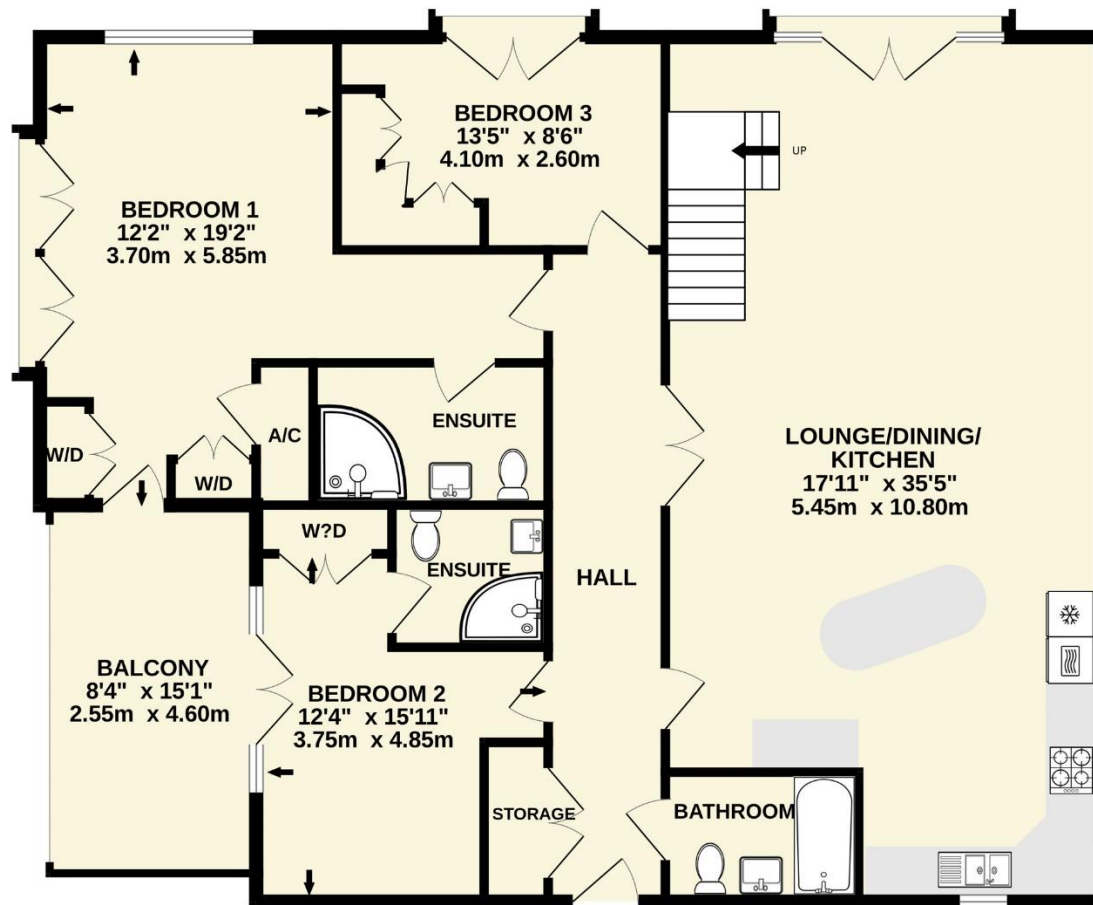 BEDROOM 3
13'5" x 8'6"
4.10m x 2.60m
UP
BEDROOM 1
12'2" x 19'2"
3.70m x 5.85m
ENSUITE
A/C
W/D
W/D
LOUNGE/DINING/
KITCHEN
17'11" x 35'5"
5.45m x 10.80m
W?D
ENSUITE
HALL
BALCONY
8'4" x 15'1"
2.55m x 4.60m
BEDROOM 2
12'4" x 15'11"
3.75m x 4.85m
STORAGE
BATHROOM